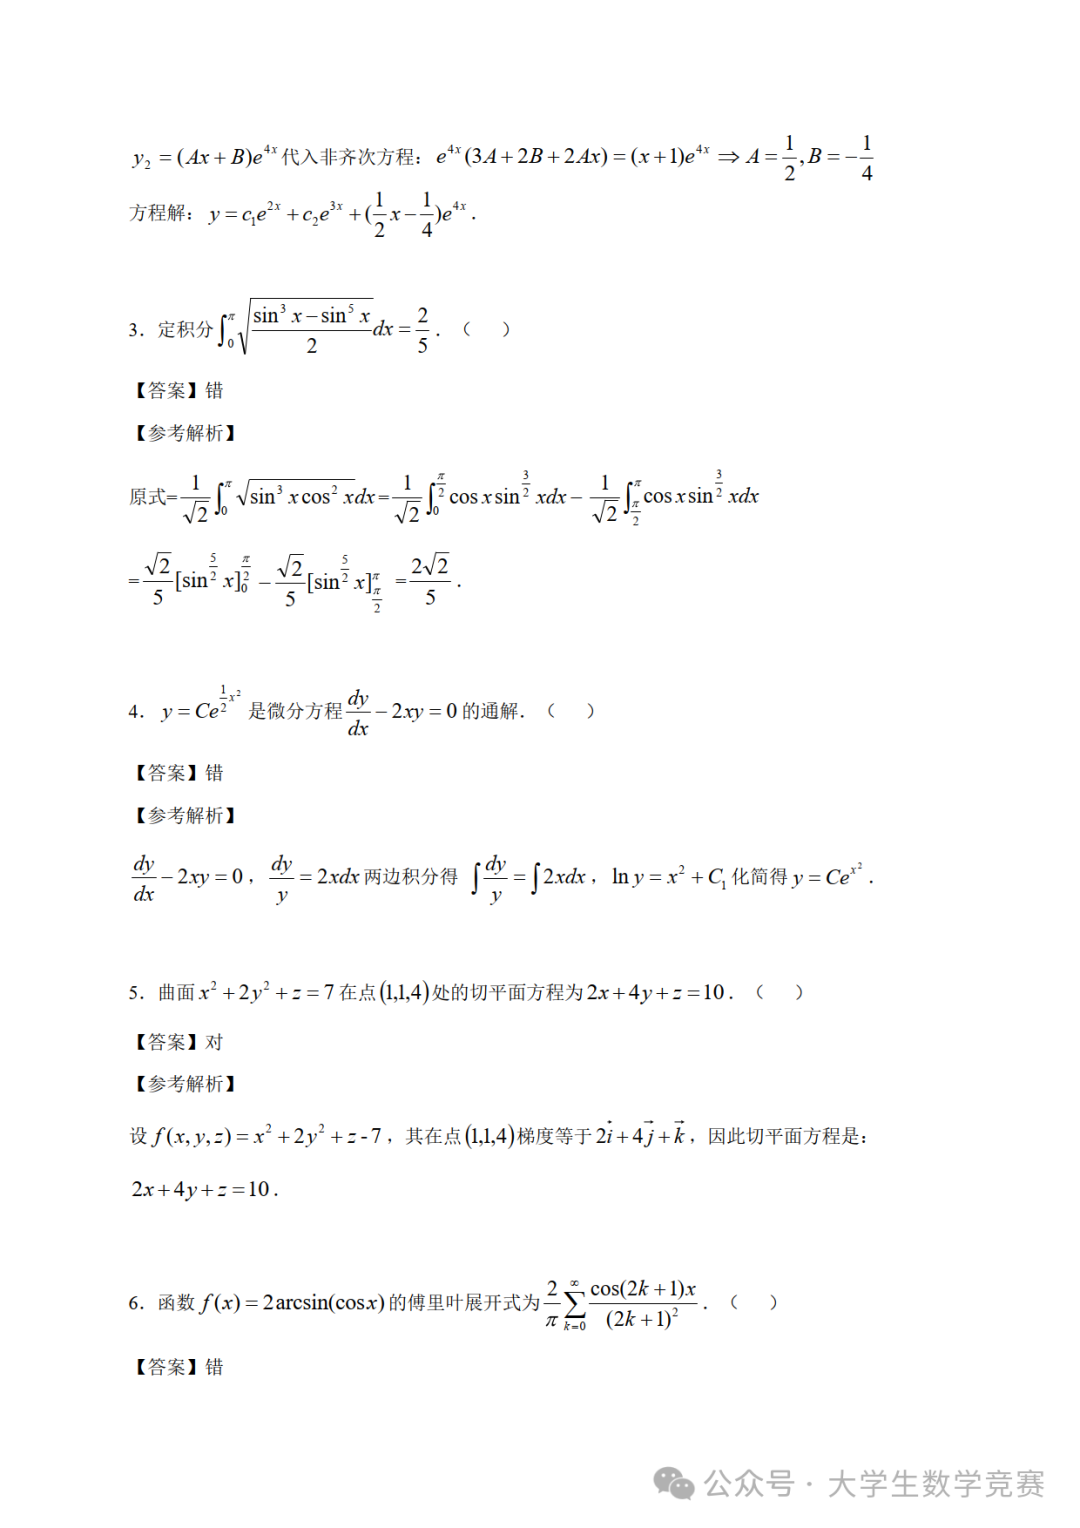 $y_2=(Ax+B)e^{4x}$代入非齐次方程：$e^{4x}(3A+2B+2Ax)=(x+1)e^{4x}\Rightarrow A=\frac{1}{2},B=-\frac{1}{4}$
方程解：$y=c_1e^{2x}+c_2e^{3x}+(\frac{1}{2}x-\frac{1}{4})e^{4x}$．
3．定积分$\int_0^{\pi}\sqrt{\frac{\sin^3x-\sin^5x}{2}}dx=\frac{2}{5}$．（ ）
【答案】错
【参考解析】
原式=$\frac{1}{\sqrt{2}}\int_0^{\pi}\sqrt{\sin^3x\cos^2x}dx=\frac{1}{\sqrt{2}}\int_0^{\frac{\pi}{2}}\cos x\sin^{\frac{3}{2}}xdx-\frac{1}{\sqrt{2}}\int_{\frac{\pi}{2}}^{\pi}\cos x\sin^{\frac{3}{2}}xdx$
$=\frac{\sqrt{2}}{5}[\sin^{\frac{5}{2}}x]_0^{\frac{\pi}{2}}-\frac{\sqrt{2}}{5}[\sin^{\frac{5}{2}}x]_{\frac{\pi}{2}}^{\pi}=\frac{2\sqrt{2}}{5}$．
4．$y=Ce^{\frac{1}{2}x^2}$是微分方程$\frac{dy}{dx}-2xy=0$的通解．（ ）
【答案】错
【参考解析】
$\frac{dy}{dx}-2xy=0$，$\frac{dy}{y}=2xdx$两边积分得$\int\frac{dy}{y}=\int2xdx$，$\ln y=x^2+C_1$化简得$y=Ce^{x^2}$．
5．曲面$x^2+2y^2+z=7$在点$(1,1,4)$处的切平面方程为$2x+4y+z=10$．（ ）
【答案】对
【参考解析】
设$f(x,y,z)=x^2+2y^2+z-7$，其在点$(1,1,4)$梯度等于$2\vec{i}+4\vec{j}+\vec{k}$，因此切平面方程是：
$2x+4y+z=10$．
6．函数$f(x)=2\arcsin(\cos x)$的傅里叶展开式为$\frac{2}{\pi}\sum_{k=0}^{\infty}\frac{\cos(2k+1)x}{(2k+1)^2}$．（ ）
【答案】错
公众号 · 大学生数学竞赛